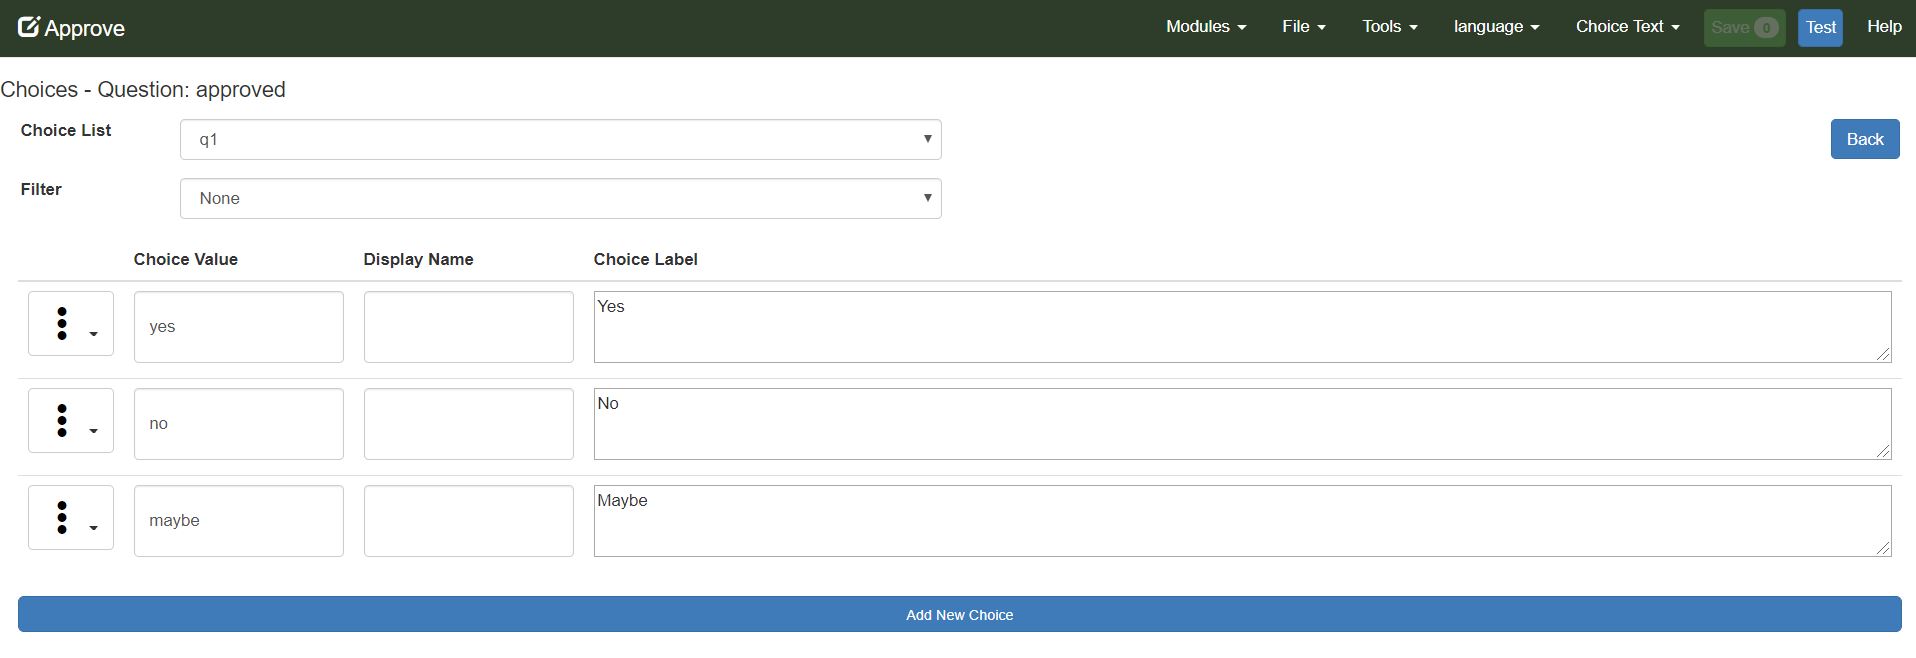 Approve Modules File Tools language Choice Text Save 0 Test Help
Choices - Question: approved
Choice List q1 Back
Filter None
Choice Value Display Name Choice Label
yes Yes
no No
maybe Maybe
Add New Choice